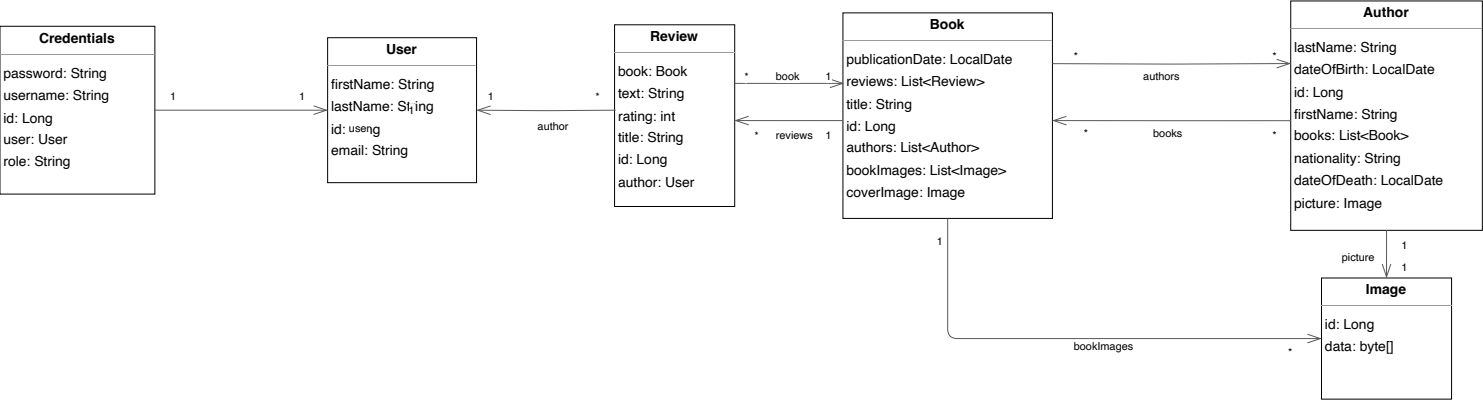 Credentials
password: String
username: String
id: Long
user: User
role: String
1
1
User
firstName: String
lastName: St1ing
id: useng
email: String
1
*
author
Review
book: Book
text: String
rating: int
title: String
id: Long
author: User
*
book
1
*
reviews
1
Book
publicationDate: LocalDate
reviews: List<Review>
title: String
id: Long
authors: List<Author>
bookImages: List<Image>
coverImage: Image
*
*
authors
*
books
*
Author
lastName: String
dateOfBirth: LocalDate
id: Long
firstName: String
books: List<Book>
nationality: String
dateOfDeath: LocalDate
picture: Image
1
picture
1
1
Image
id: Long
data: byte[]
bookImages
*